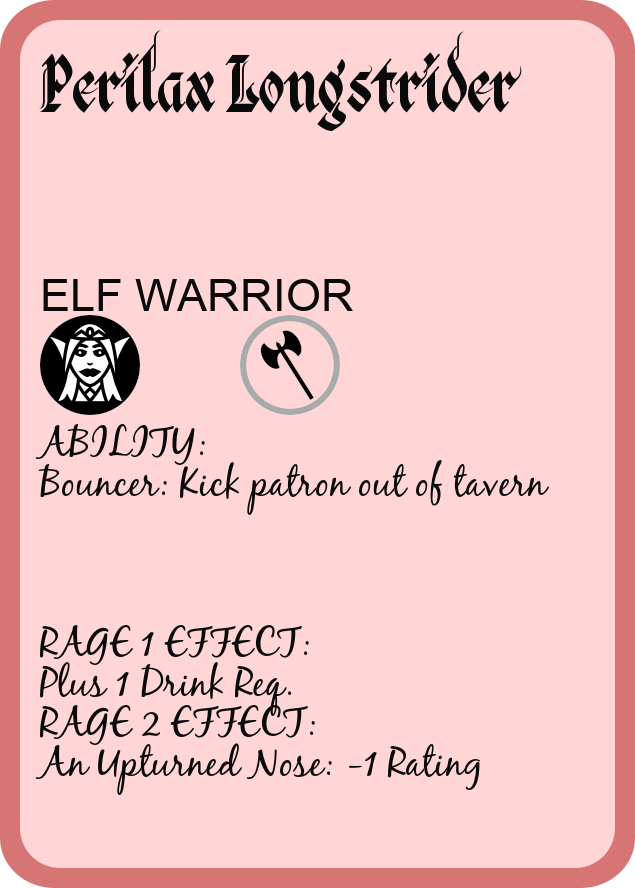 Perilax Longstrider
ELF WARRIOR
ABILITY:
Bouncer: Kick patron out of tavern
RAGE 1 EFFECT:
Plus 1 Drink Req.
RAGE 2 EFFECT:
An Upturned Nose: -1 Rating